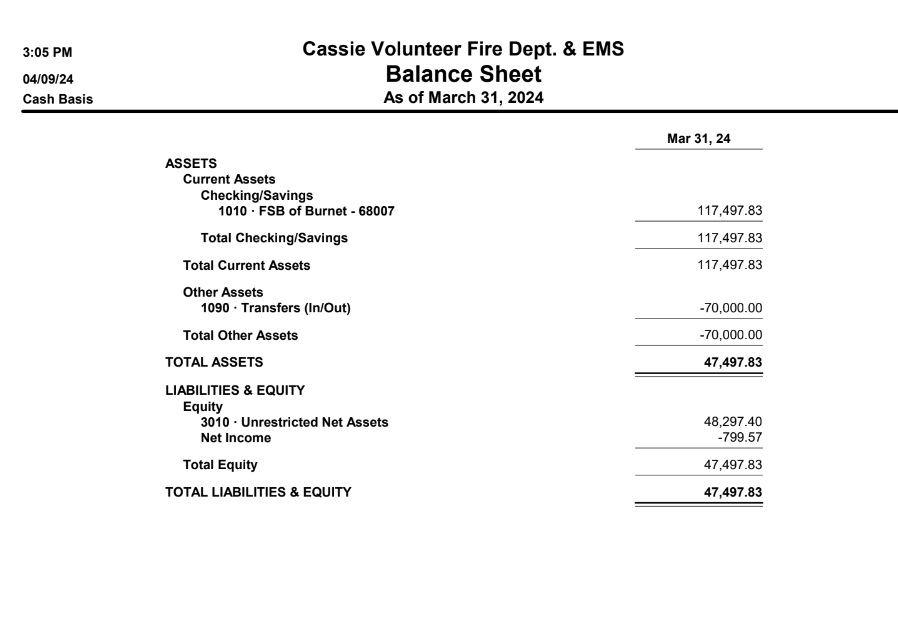 3:05 PM
Cassie Volunteer Fire Dept. & EMS
04/09/24
Balance Sheet
Cash Basis
As of March 31, 2024
Mar 31, 24
ASSETS
Current Assets
Checking/Savings
1010 · FSB of Burnet - 68007 117,497.83
Total Checking/Savings 117,497.83
Total Current Assets 117,497.83
Other Assets
1090 · Transfers (In/Out) -70,000.00
Total Other Assets -70,000.00
TOTAL ASSETS 47,497.83
LIABILITIES & EQUITY
Equity
3010 · Unrestricted Net Assets 48,297.40
Net Income -799.57
Total Equity 47,497.83
TOTAL LIABILITIES & EQUITY 47,497.83